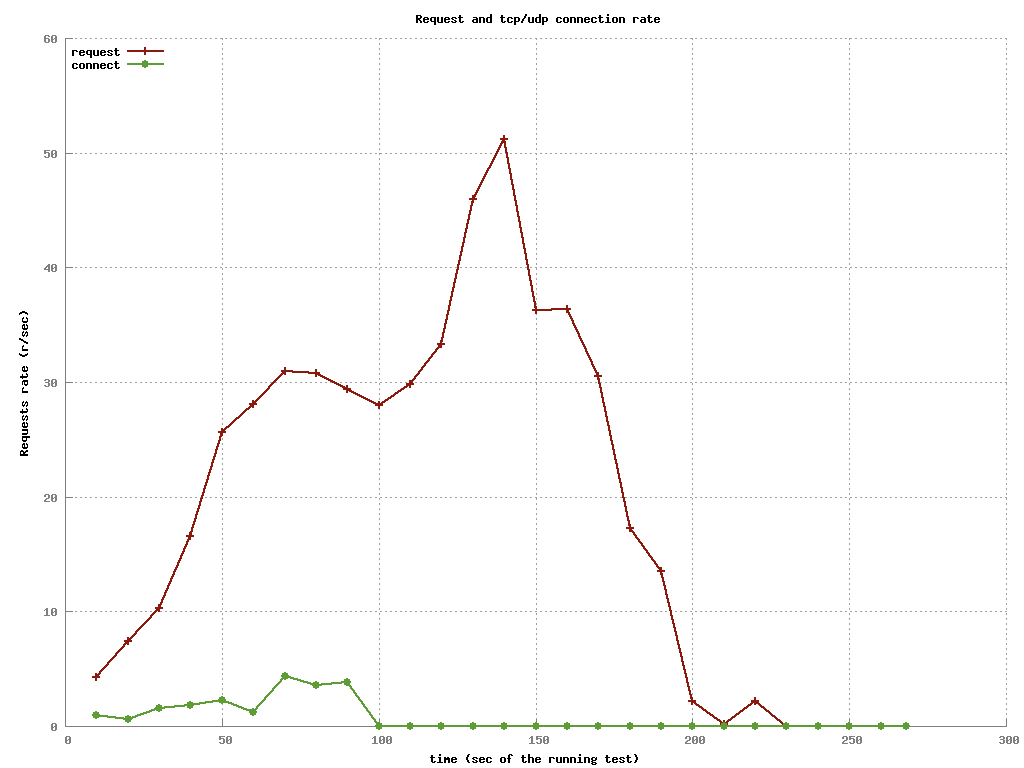 Request and tcp/udp connection rate
60
request
connect
50
40
Requests rate (r/sec)
30
20
10
0
0 50 100 150 200 250 300
time (sec of the running test)